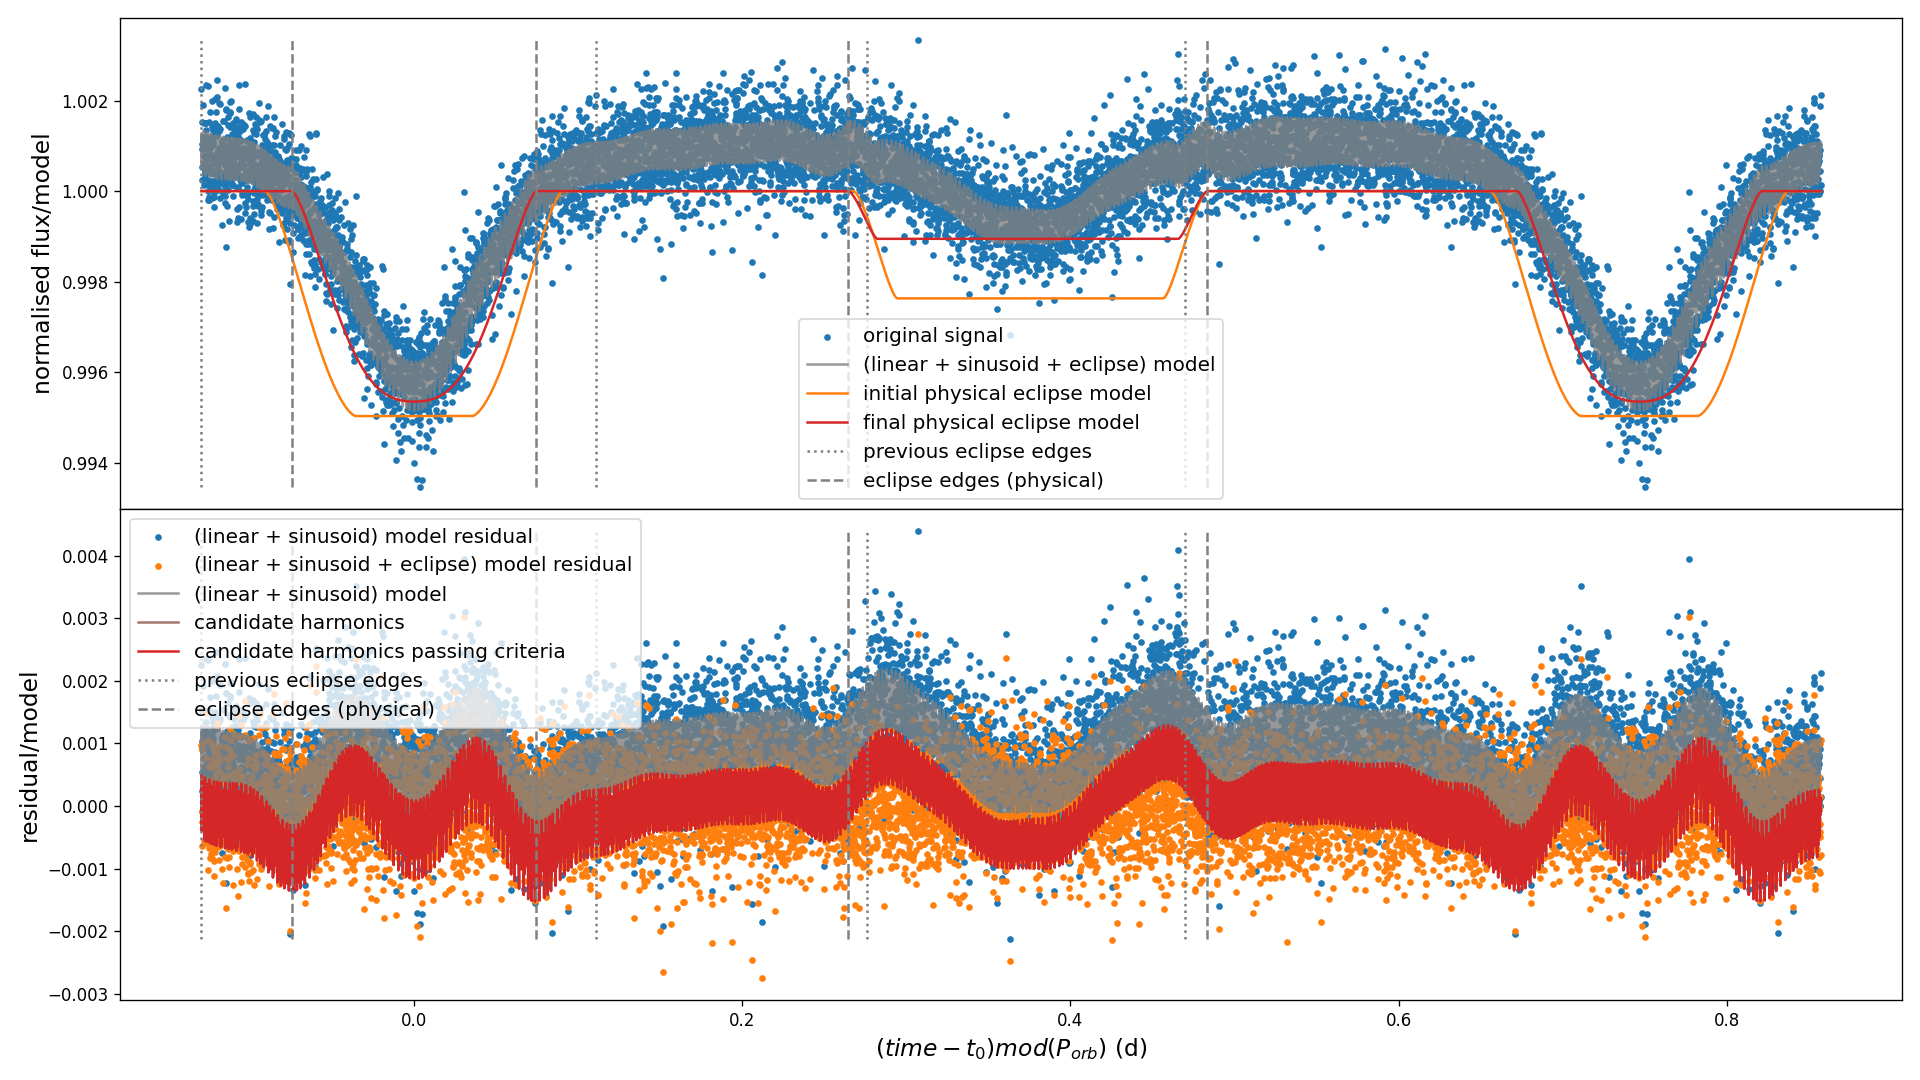 normalised flux/model
1.002
1.000
0.998
0.996
0.994
original signal
(linear + sinusoid + eclipse) model
initial physical eclipse model
final physical eclipse model
previous eclipse edges
eclipse edges (physical)
residual/model
0.004
0.003
0.002
0.001
0.000
−0.001
−0.002
−0.003
(linear + sinusoid) model residual
(linear + sinusoid + eclipse) model residual
(linear + sinusoid) model
candidate harmonics
candidate harmonics passing criteria
previous eclipse edges
eclipse edges (physical)
0.0 0.2 0.4 0.6 0.8
(time − t₀)mod(Pₒᵣb) (d)